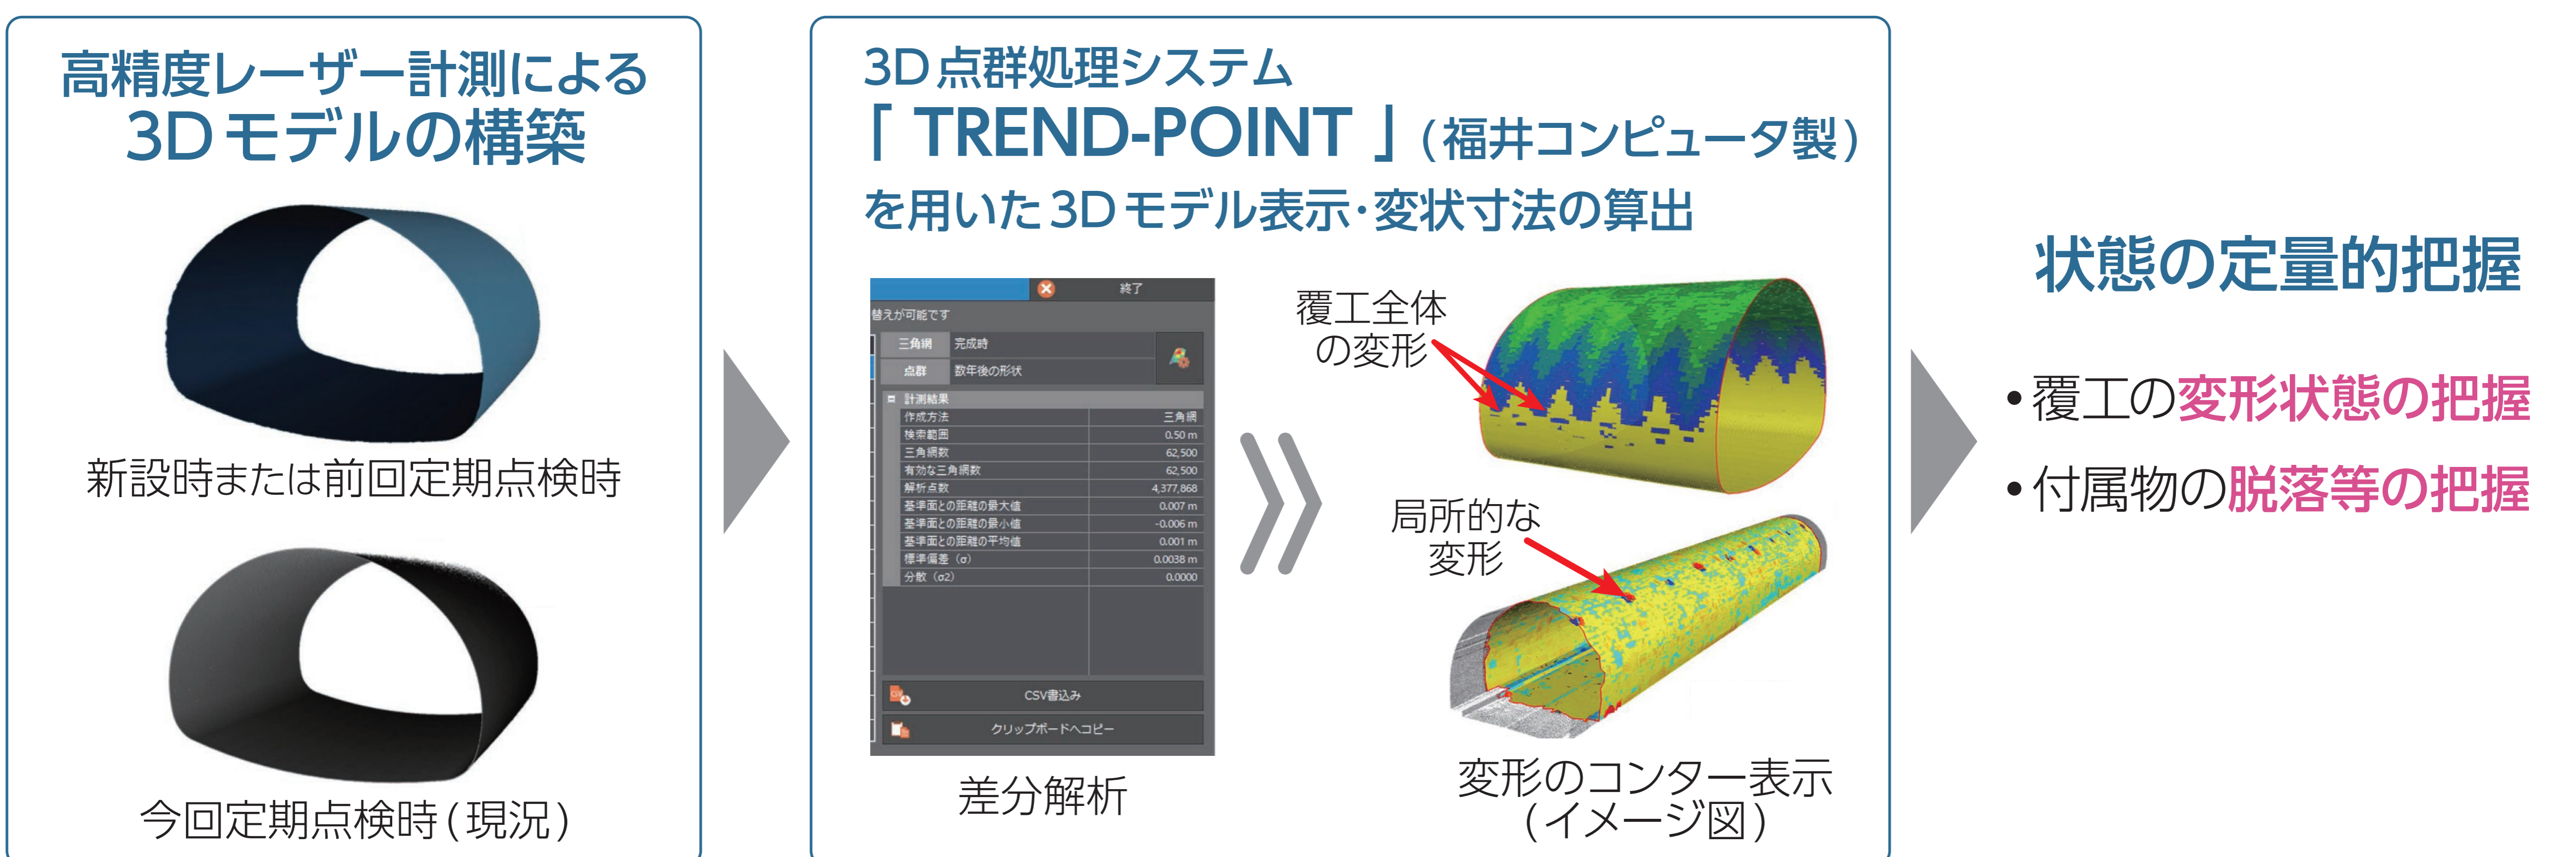 高精度レーザー計測による
3Dモデルの構築
新設時または前回定期点検時
今回定期点検時(現況)
3D点群処理システム
「 TREND-POINT 」(福井コンピュータ製)
を用いた3Dモデル表示･変状寸法の算出
終了
替えが可能です
三角網 完成時
点群 数年後の形状
計測結果
作成方法 三角網
検索範囲 0.50 m
三角網数 62,500
有効な三角網数 62,500
解析点数 4,377,868
基準面との距離の最大値 0.007 m
基準面との距離の最小値 -0.006 m
基準面との距離の平均値 0.001 m
標準偏差（σ） 0.0038 m
分散（σ2） 0.0000
CSV書込み
クリップボードへコピー
差分解析
覆工全体
の変形
局所的な
変形
変形のコンター表示
(イメージ図)
状態の定量的把握
•覆工の変形状態の把握
•付属物の脱落等の把握